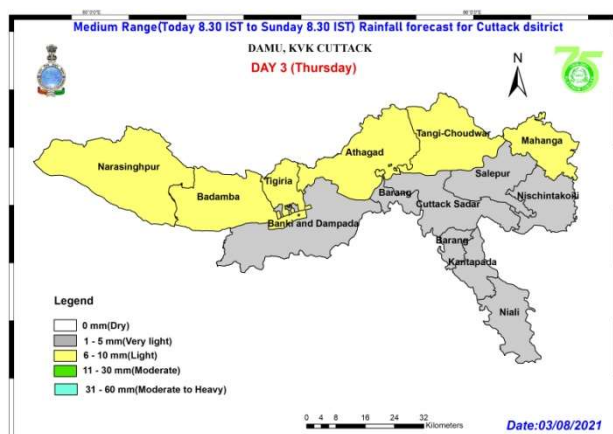 Medium Range(Today 8.30 IST to Sunday 8.30 IST) Rainfall forecast for Cuttack dsitrict
DAMU, KVK CUTTACK
DAY 3 (Thursday)
N
75
Narasinghpur
Badamba
Tigiria
Athagad
Tangi-Choudwar
Mahanga
Salepur
Nischintakoili
Barang
Cuttack Sadar
Banki and Dampada
Barang
Kantapada
Niali
Legend
0 mm(Dry)
1 - 5 mm(Very light)
6 - 10 mm(Light)
11 - 30 mm(Moderate)
31 - 60 mm(Moderate to Heavy)
0 4 8 16 24 32
Kilometers
Date:03/08/2021